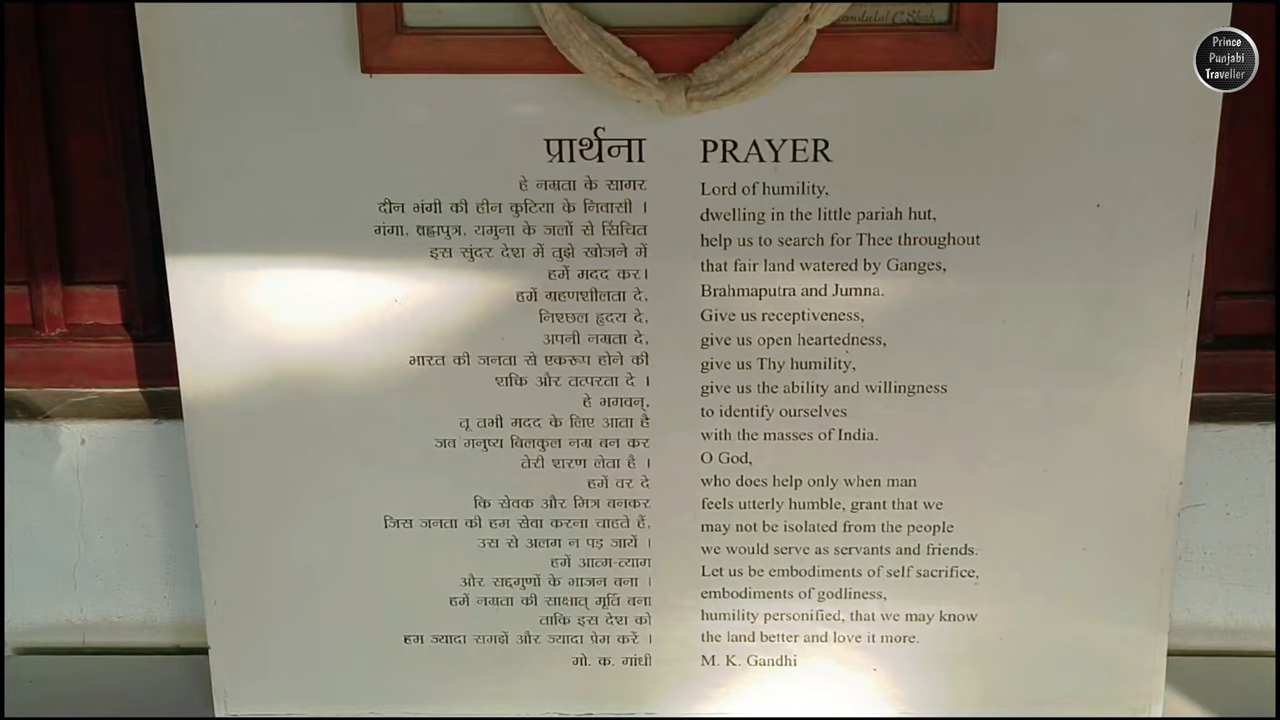 Chandulal C. Shah
Prince
Punjabi
Traveller
प्रार्थना
हे नम्रता के सागर
दीन भंगी की हीन कुटिया के निवासी ।
गंगा, ब्रह्मपुत्र, यमुना के जलों से सिंचित
इस सुंदर देश में तुझे खोजने में
हमें मदद कर।
हमें ग्रहणशीलता दे,
निश्छल हृदय दे,
अपनी नम्रता दे,
भारत की जनता से एकरूप होने की
शक्ति और तत्परता दे ।
हे भगवन्,
तू तभी मदद के लिए आता है
जब मनुष्य बिलकुल नम्र बन कर
तेरी शरण लेता है ।
हमें वर दे
कि सेवक और मित्र बनकर
जिस जनता की हम सेवा करना चाहते हैं,
उस से अलग न पड़ जायें ।
हमें आत्म-त्याग
और सद्दगुणों के भाजन बना ।
हमें नम्रता की साक्षात् मूर्ति बना
ताकि इस देश को
हम ज्यादा समझें और ज्यादा प्रेम करें ।
मो. क. गांधी
PRAYER
Lord of humility,
dwelling in the little pariah hut,
help us to search for Thee throughout
that fair land watered by Ganges,
Brahmaputra and Jumna.
Give us receptiveness,
give us open heartedness,
give us Thy humility,
give us the ability and willingness
to identify ourselves
with the masses of India.
O God,
who does help only when man
feels utterly humble, grant that we
may not be isolated from the people
we would serve as servants and friends.
Let us be embodiments of self sacrifice,
embodiments of godliness,
humility personified, that we may know
the land better and love it more.
M. K. Gandhi